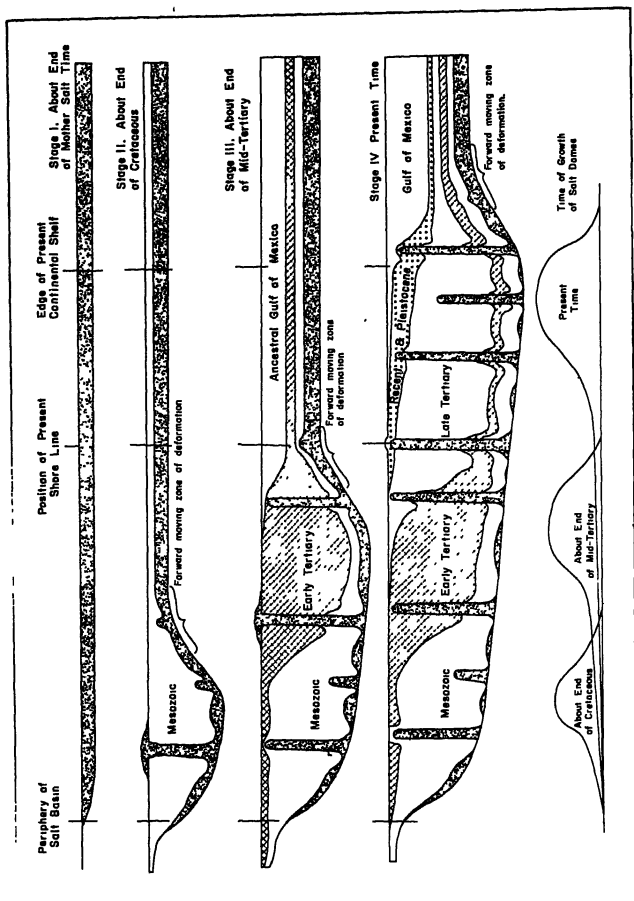 Periphery of
Salt Basin
Position of Present
Shore Line
Edge of Present
Continental Shelf
Stage I. About End
of Mother Salt Time
Stage II. About End
of Cretaceous
Mesozoic
Forward moving zone of deformation
Stage III. About End
of Mid-Tertiary
Mesozoic
Early Tertiary
Ancestral Gulf of Mexico
Forward moving zone
of deformation
Stage IV Present Time
Gulf of Mexico
Recent & Pleistocene
Mesozoic
Early Tertiary
Late Tertiary
Forward moving zone
of deformation.
Time of Growth
of Salt Domes
About End
of Cretaceous
About End
of Mid-Tertiary
Present
Time